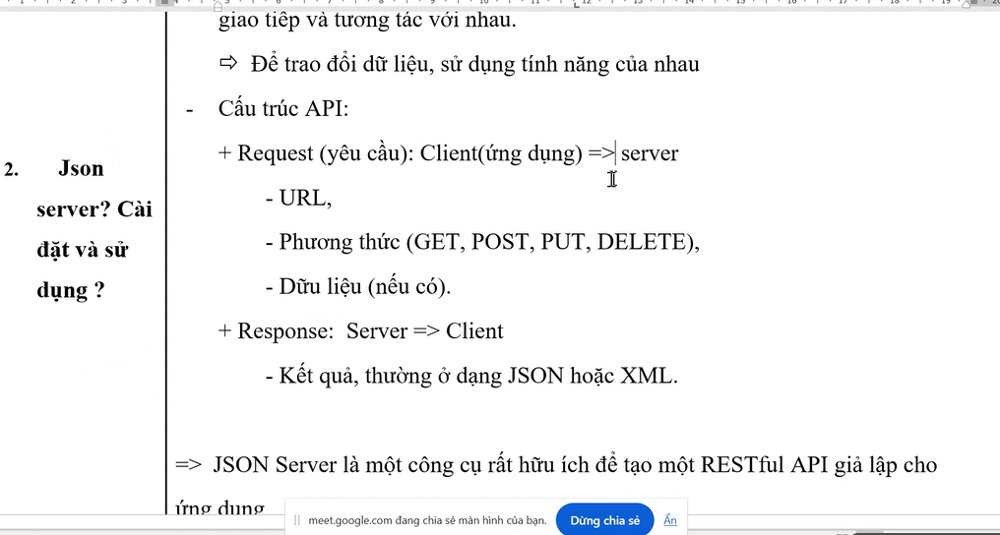 giao tiếp và tương tác với nhau.
⇨ Để trao đổi dữ liệu, sử dụng tính năng của nhau
- Cấu trúc API:
+ Request (yêu cầu): Client(ứng dụng) => server
- URL,
- Phương thức (GET, POST, PUT, DELETE),
- Dữu liệu (nếu có).
+ Response: Server => Client
- Kết quả, thường ở dạng JSON hoặc XML.
2. Json
server? Cài
đặt và sử
dụng ?
=> JSON Server là một công cụ rất hữu ích để tạo một RESTful API giả lập cho
ứng dụng
meet.google.com đang chia sẻ màn hình của bạn. Dừng chia sẻ Ẩn